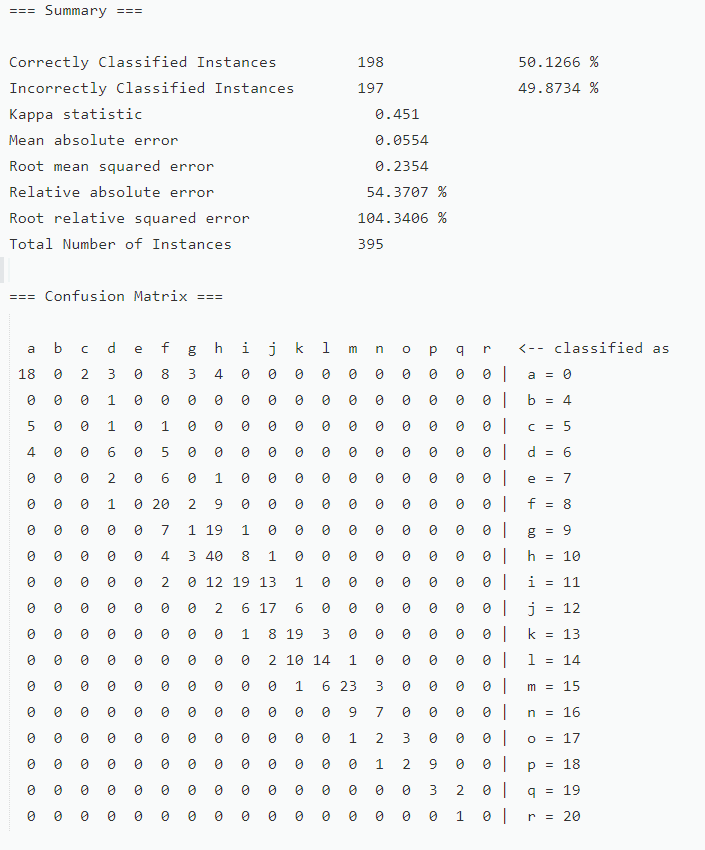 === Summary ===
Correctly Classified Instances 198 50.1266 %
Incorrectly Classified Instances 197 49.8734 %
Kappa statistic 0.451
Mean absolute error 0.0554
Root mean squared error 0.2354
Relative absolute error 54.3707 %
Root relative squared error 104.3406 %
Total Number of Instances 395
=== Confusion Matrix ===
a b c d e f g h i j k l m n o p q r <-- classified as
18 0 2 3 0 8 3 4 0 0 0 0 0 0 0 0 0 0 | a = 0
0 0 0 1 0 0 0 0 0 0 0 0 0 0 0 0 0 0 | b = 4
5 0 0 1 0 1 0 0 0 0 0 0 0 0 0 0 0 0 | c = 5
4 0 0 6 0 5 0 0 0 0 0 0 0 0 0 0 0 0 | d = 6
0 0 0 2 0 6 0 1 0 0 0 0 0 0 0 0 0 0 | e = 7
0 0 0 1 0 20 2 9 0 0 0 0 0 0 0 0 0 0 | f = 8
0 0 0 0 0 7 1 19 1 0 0 0 0 0 0 0 0 0 | g = 9
0 0 0 0 0 4 3 40 8 1 0 0 0 0 0 0 0 0 | h = 10
0 0 0 0 0 2 0 12 19 13 1 0 0 0 0 0 0 0 | i = 11
0 0 0 0 0 0 0 2 6 17 6 0 0 0 0 0 0 0 | j = 12
0 0 0 0 0 0 0 0 1 8 19 3 0 0 0 0 0 0 | k = 13
0 0 0 0 0 0 0 0 0 2 10 14 1 0 0 0 0 0 | l = 14
0 0 0 0 0 0 0 0 0 0 1 6 23 3 0 0 0 0 | m = 15
0 0 0 0 0 0 0 0 0 0 0 0 9 7 0 0 0 0 | n = 16
0 0 0 0 0 0 0 0 0 0 0 0 1 2 3 0 0 0 | o = 17
0 0 0 0 0 0 0 0 0 0 0 0 0 1 2 9 0 0 | p = 18
0 0 0 0 0 0 0 0 0 0 0 0 0 0 0 3 2 0 | q = 19
0 0 0 0 0 0 0 0 0 0 0 0 0 0 0 0 1 0 | r = 20